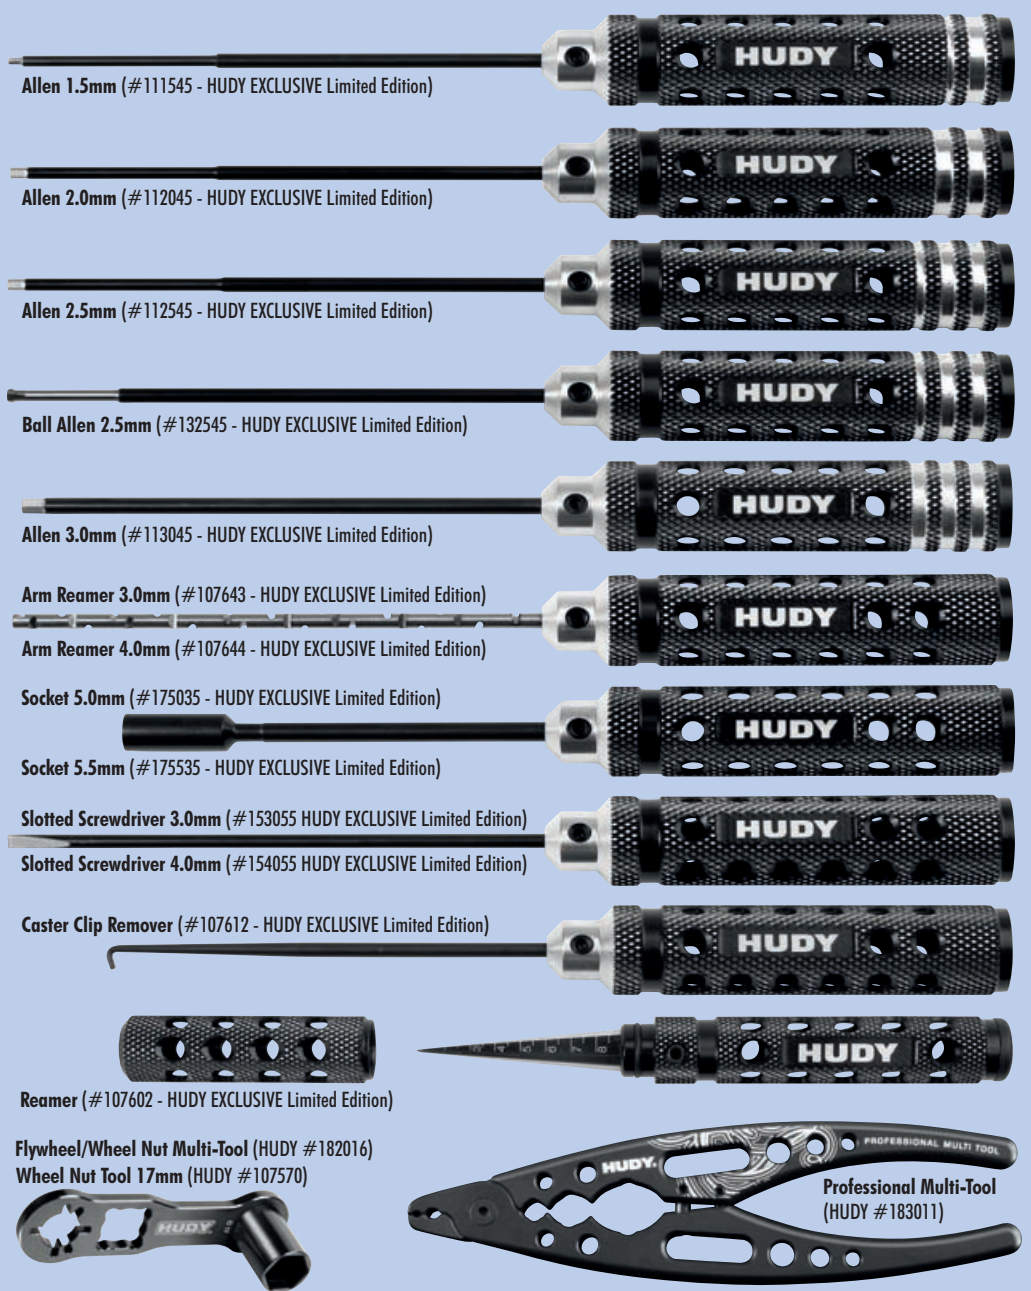 HUDY
Allen 1.5mm (#111545 - HUDY EXCLUSIVE Limited Edition)
HUDY
Allen 2.0mm (#112045 - HUDY EXCLUSIVE Limited Edition)
HUDY
Allen 2.5mm (#112545 - HUDY EXCLUSIVE Limited Edition)
HUDY
Ball Allen 2.5mm (#132545 - HUDY EXCLUSIVE Limited Edition)
HUDY
Allen 3.0mm (#113045 - HUDY EXCLUSIVE Limited Edition)
Arm Reamer 3.0mm (#107643 - HUDY EXCLUSIVE Limited Edition)
HUDY
Arm Reamer 4.0mm (#107644 - HUDY EXCLUSIVE Limited Edition)
Socket 5.0mm (#175035 - HUDY EXCLUSIVE Limited Edition)
HUDY
Socket 5.5mm (#175535 - HUDY EXCLUSIVE Limited Edition)
Slotted Screwdriver 3.0mm (#153055 HUDY EXCLUSIVE Limited Edition)
HUDY
Slotted Screwdriver 4.0mm (#154055 HUDY EXCLUSIVE Limited Edition)
Caster Clip Remover (#107612 - HUDY EXCLUSIVE Limited Edition)
HUDY
3 4 5 6 7 8
HUDY
Reamer (#107602 - HUDY EXCLUSIVE Limited Edition)
Flywheel/Wheel Nut Multi-Tool (HUDY #182016)
Wheel Nut Tool 17mm (HUDY #107570)
HUDY
HUDY.
PROFESSIONAL MULTI TOOL
Professional Multi-Tool
(HUDY #183011)